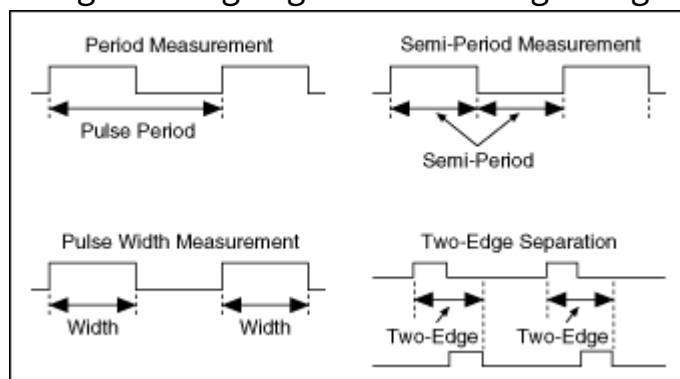 Period Measurement
Pulse Period
Semi-Period Measurement
Semi-Period
Pulse Width Measurement
Width
Width
Two-Edge Separation
Two-Edge
Two-Edge